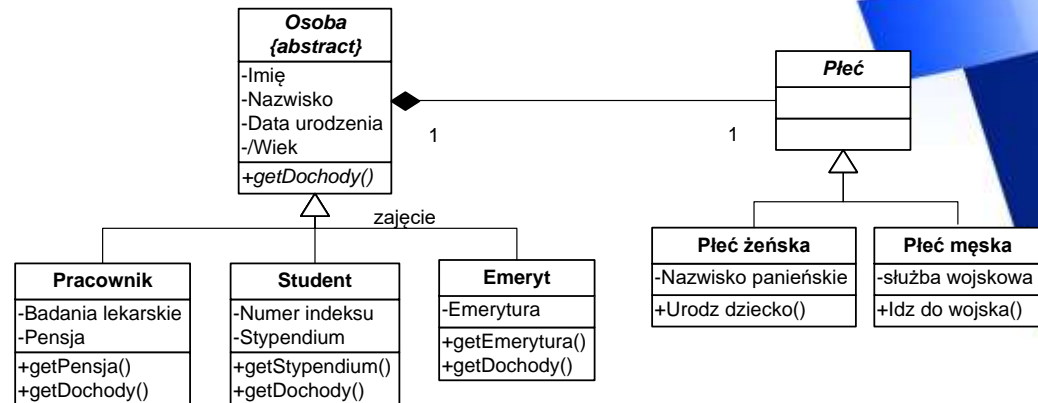 Osoba
{abstract}
-Imię
-Nazwisko
-Data urodzenia
-/Wiek
+getDochody()
1
1
Płeć
zajęcie
Pracownik
-Badania lekarskie
-Pensja
+getPensja()
+getDochody()
Student
-Numer indeksu
-Stypendium
+getStypendium()
+getDochody()
Emeryt
-Emerytura
+getEmerytura()
+getDochody()
Płeć żeńska
-Nazwisko panieńskie
+Urodz dziecko()
Płeć męska
-służba wojskowa
+Idz do wojska()